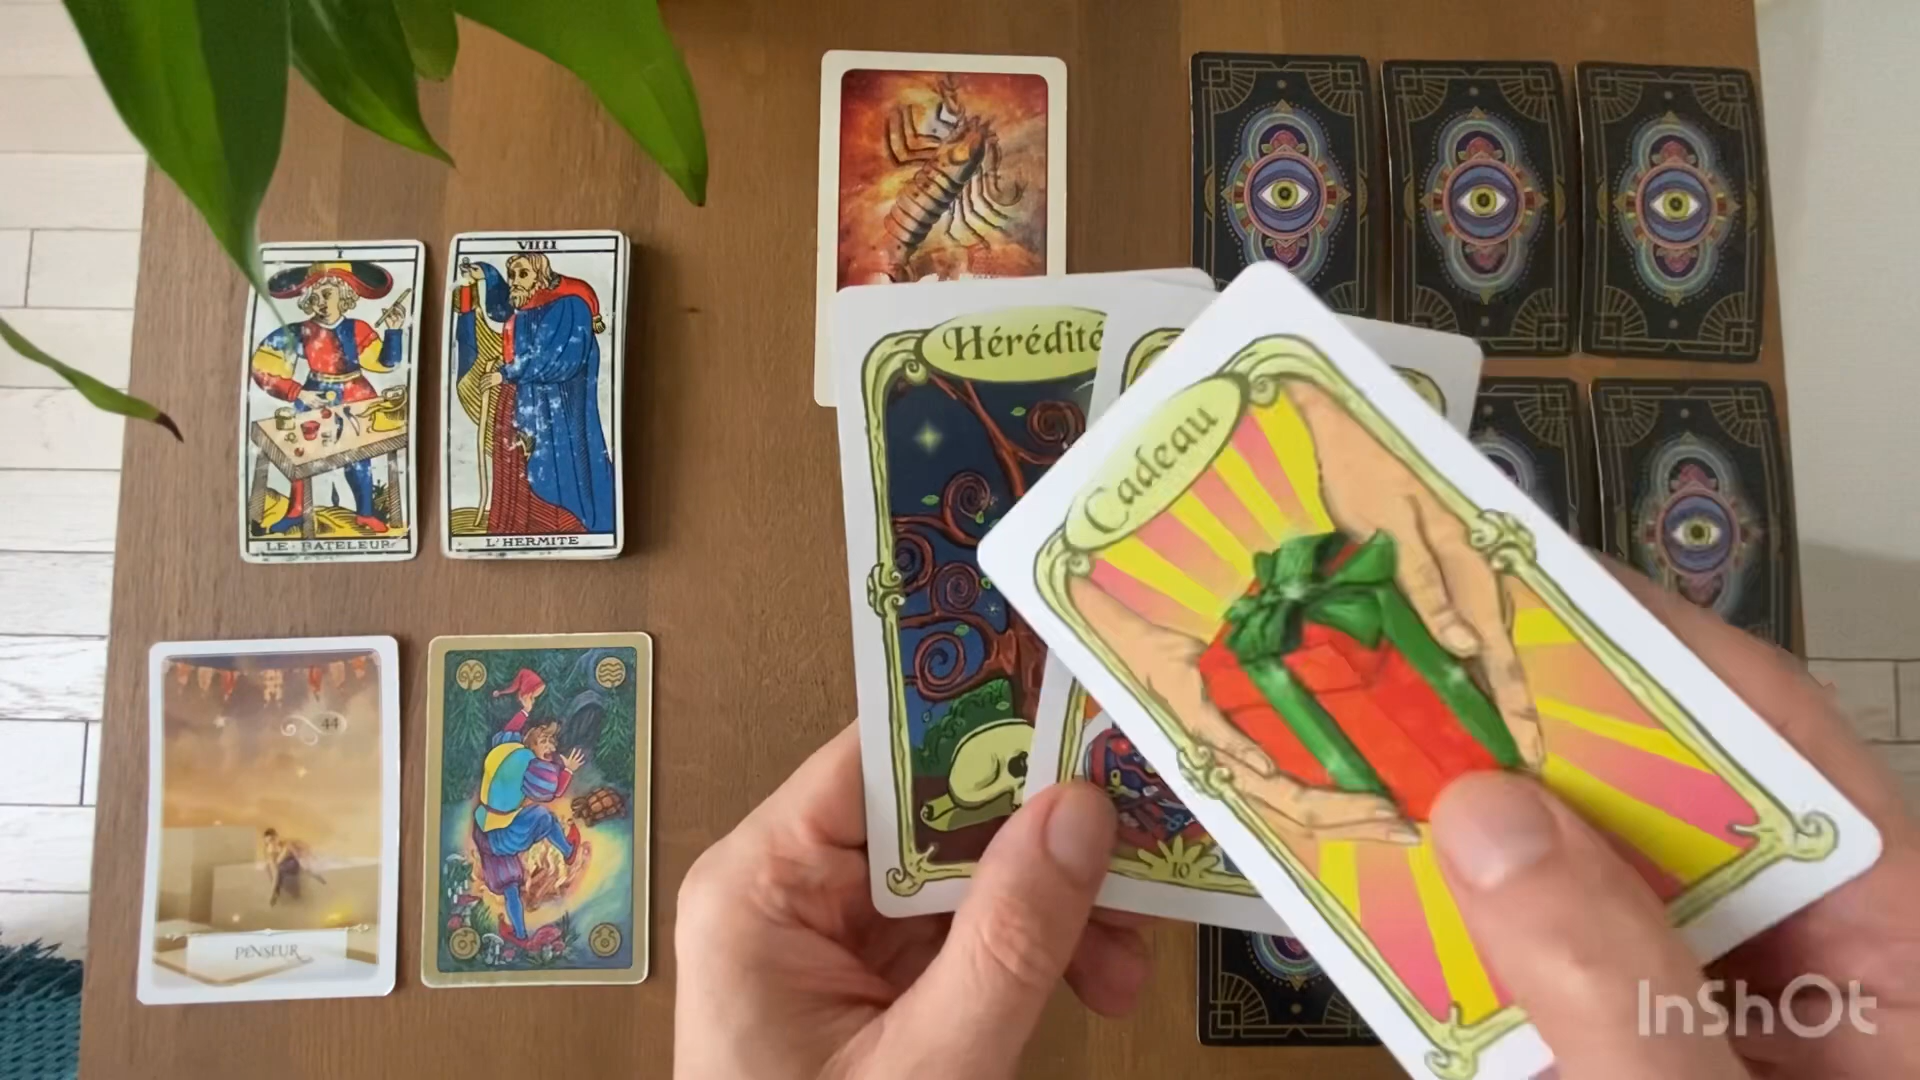 I
VIIII
LE·BATELEUR
L'HERMITE
Hérédité
Cadeau
44
PENSEUR
10
InShOt